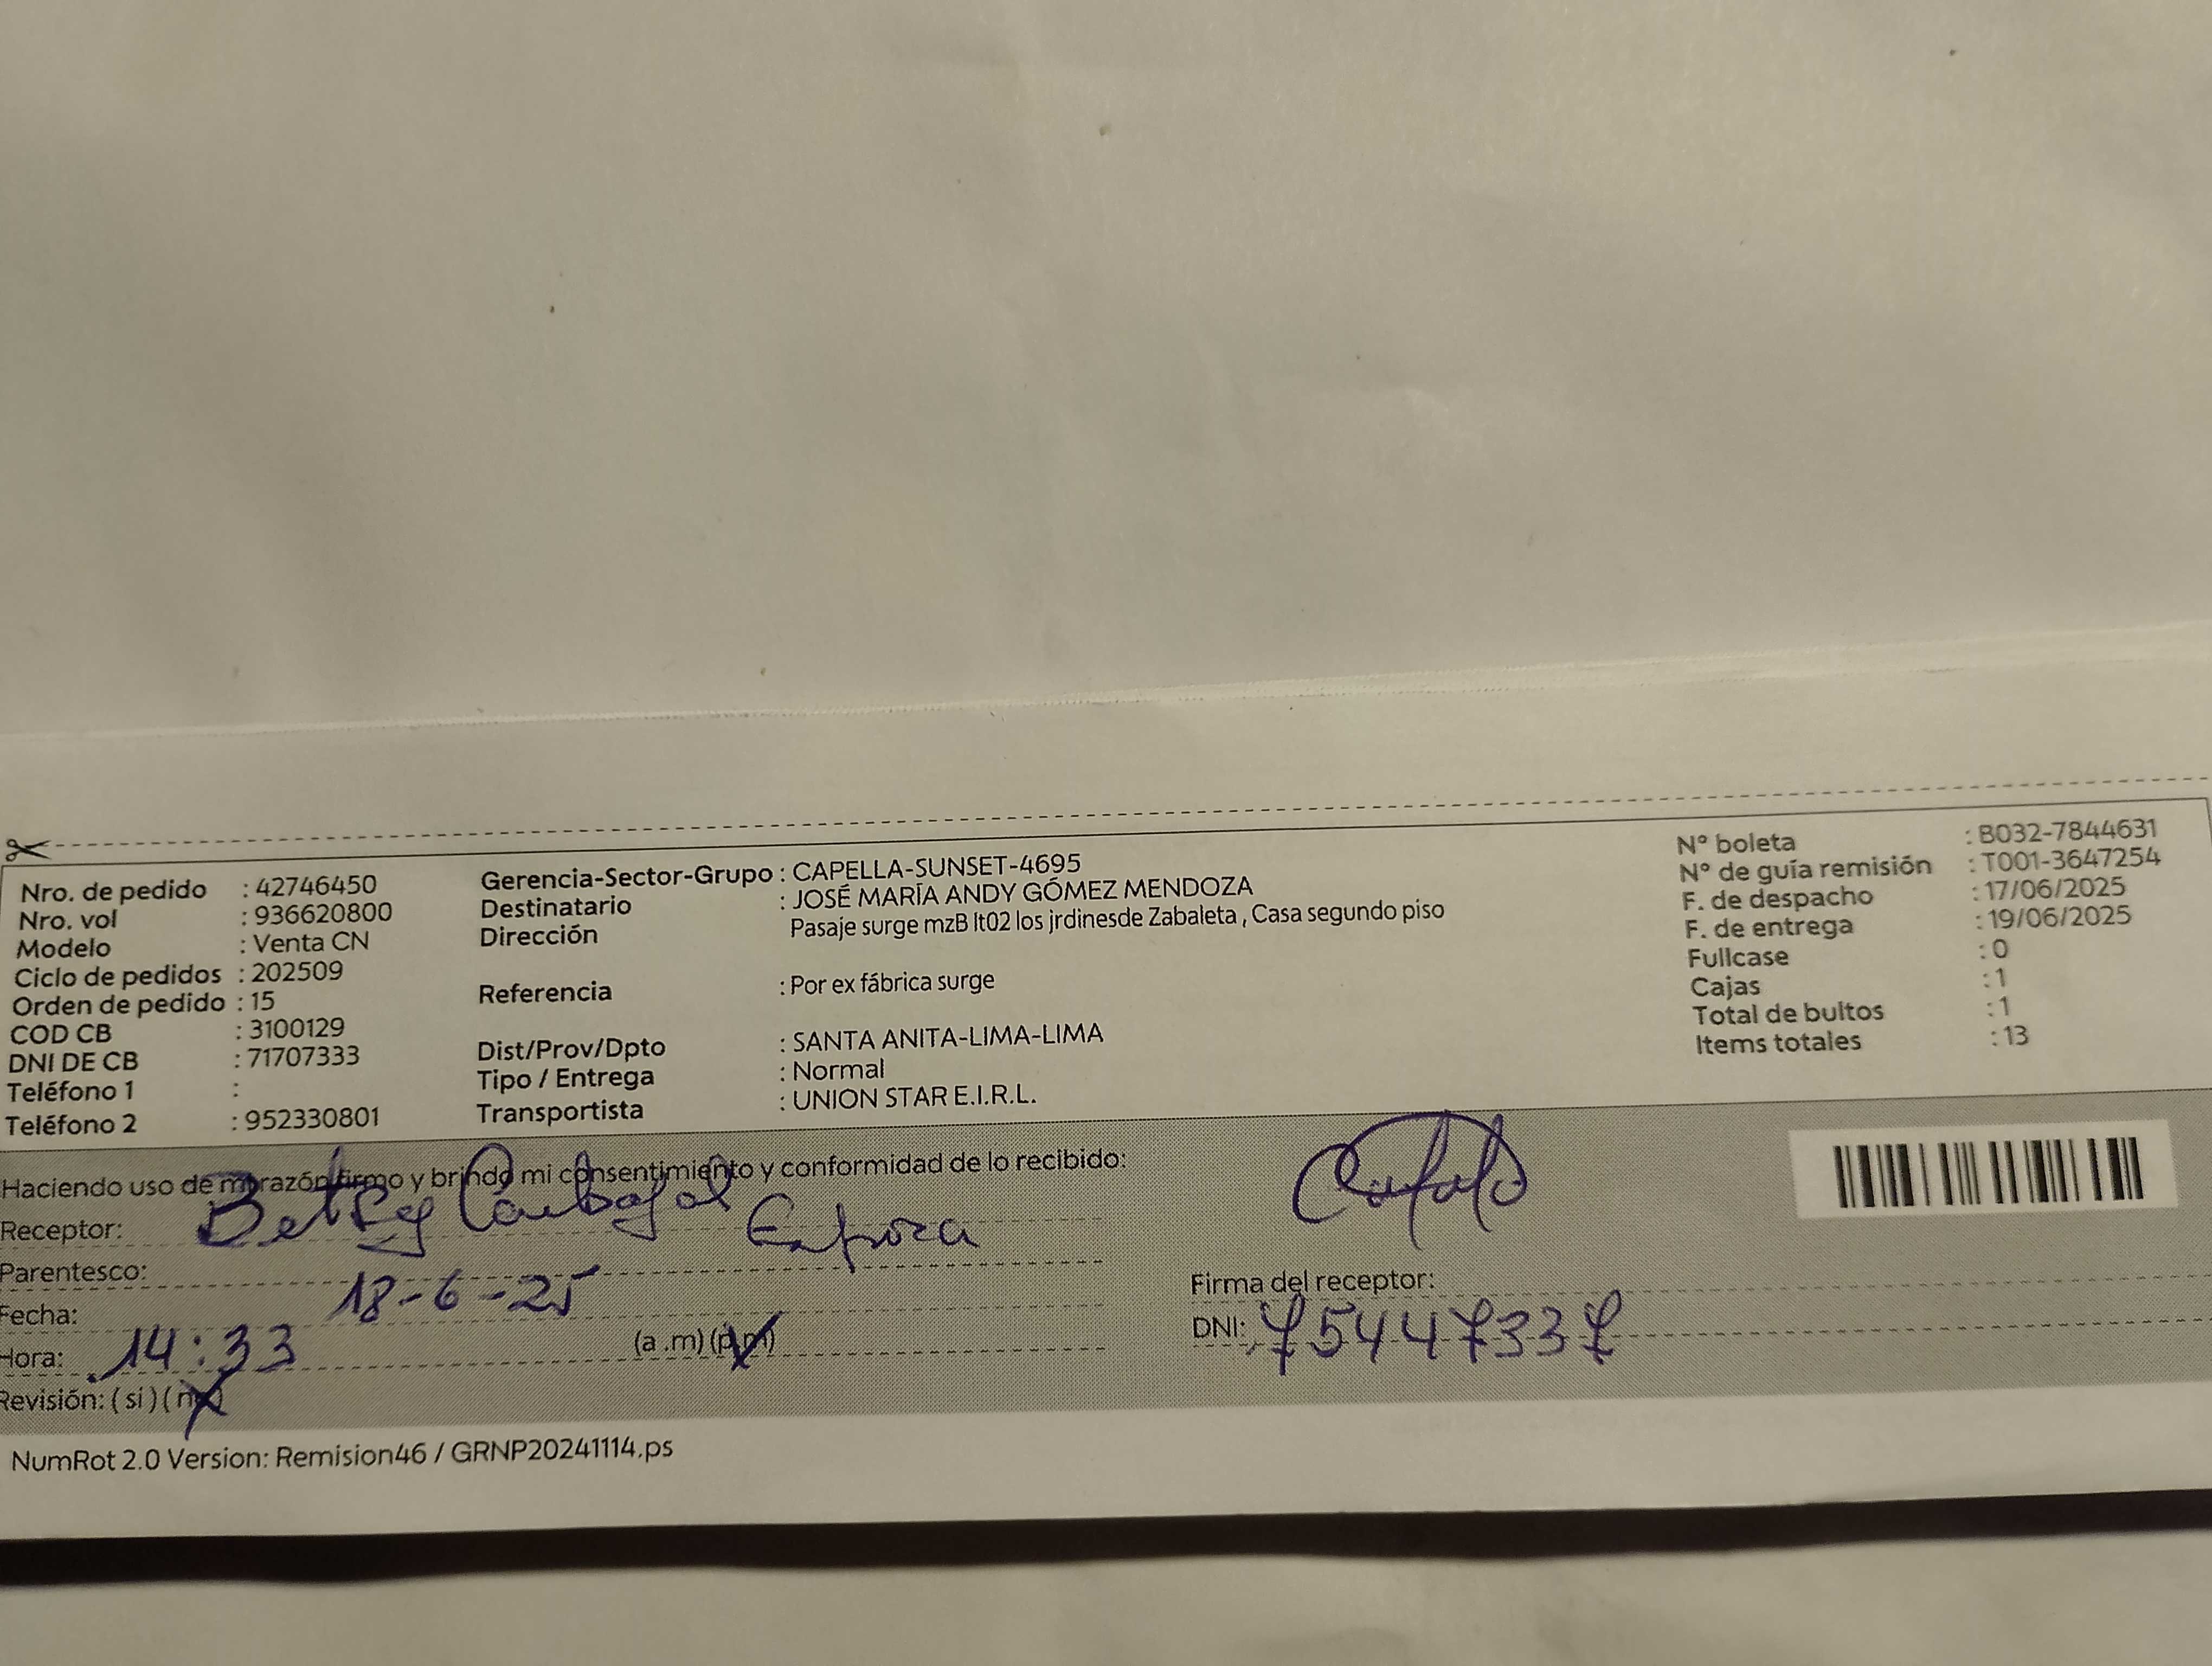 Nro. de pedido : 42746450
Nro. vol : 936620800
Modelo : Venta CN
Ciclo de pedidos : 202509
Orden de pedido : 15
COD CB : 3100129
DNI DE CB : 71707333
Teléfono 1 :
Teléfono 2 : 952330801
Gerencia-Sector-Grupo : CAPELLA-SUNSET-4695
Destinatario : JOSÉ MARÍA ANDY GÓMEZ MENDOZA
Dirección Pasaje surge mzB lt02 los jrdinesde Zabaleta , Casa segundo piso
Referencia : Por ex fábrica surge
Dist/Prov/Dpto : SANTA ANITA-LIMA-LIMA
Tipo / Entrega : Normal
Transportista : UNION STAR E.I.R.L.
N° boleta : B032-7844631
N° de guía remisión : T001-3647254
F. de despacho : 17/06/2025
F. de entrega : 19/06/2025
Fullcase : 0
Cajas : 1
Total de bultos : 1
Items totales : 13
Haciendo uso de mi razón firmo y brindo mi consentimiento y conformidad de lo recibido:
Receptor: Betsy Carbajal
Parentesco: Esposa
Fecha: 18-6-25
Hora: 14:33 (a .m) (p.m)
Revisión: ( si ) ( no )
Firma del receptor:
DNI: 75447337
NumRot 2.0 Version: Remision46 / GRNP20241114.ps